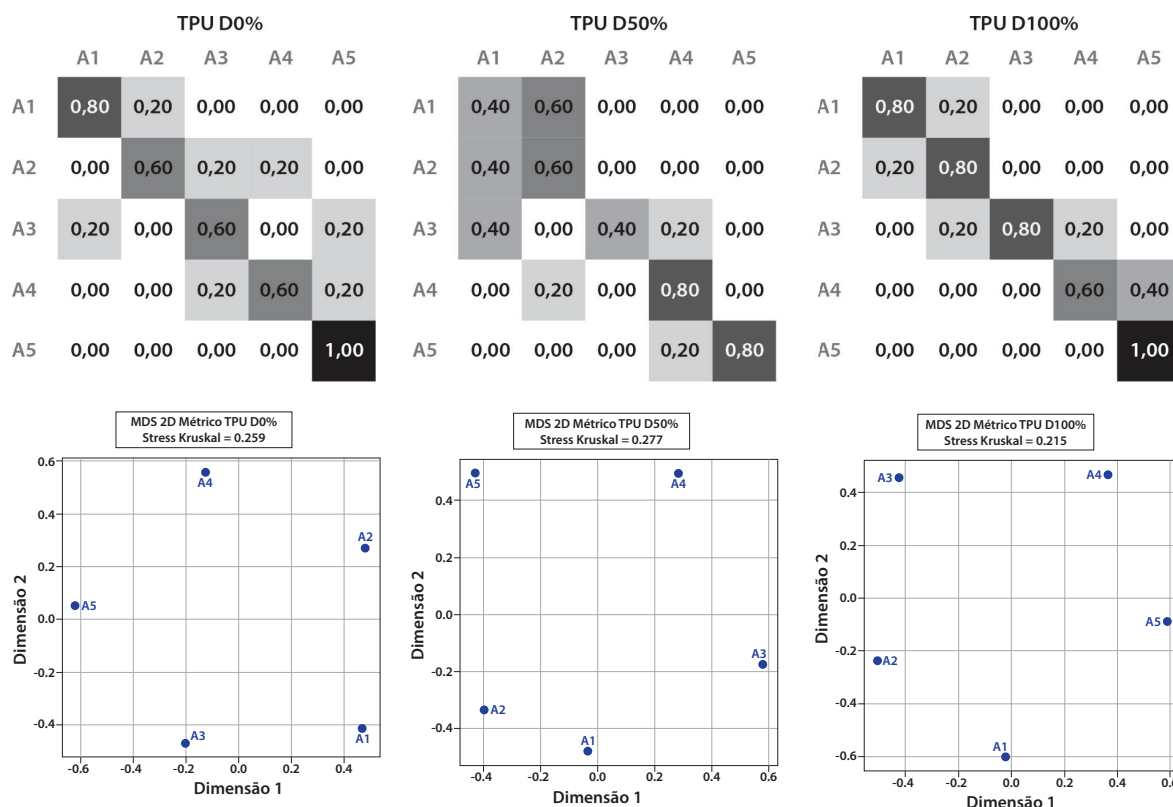 TPU D0%
A1 A2 A3 A4 A5
A1 0,80 0,20 0,00 0,00 0,00
A2 0,00 0,60 0,20 0,20 0,00
A3 0,20 0,00 0,60 0,00 0,20
A4 0,00 0,00 0,20 0,60 0,20
A5 0,00 0,00 0,00 0,00 1,00
TPU D50%
A1 A2 A3 A4 A5
A1 0,40 0,60 0,00 0,00 0,00
A2 0,40 0,60 0,00 0,00 0,00
A3 0,40 0,00 0,40 0,20 0,00
A4 0,00 0,20 0,00 0,80 0,00
A5 0,00 0,00 0,00 0,20 0,80
TPU D100%
A1 A2 A3 A4 A5
A1 0,80 0,20 0,00 0,00 0,00
A2 0,20 0,80 0,00 0,00 0,00
A3 0,00 0,20 0,80 0,20 0,00
A4 0,00 0,00 0,00 0,60 0,40
A5 0,00 0,00 0,00 0,00 1,00
MDS 2D Métrico TPU D0%
Stress Kruskal = 0.259
0.6
0.4
0.2
0.0
-0.2
-0.4
Dimensão 2
A4
A2
A5
A3
A1
-0.6 -0.4 -0.2 0.0 0.2 0.4
Dimensão 1
MDS 2D Métrico TPU D50%
Stress Kruskal = 0.277
0.4
0.2
0.0
-0.2
-0.4
Dimensão 2
A5
A4
A3
A2
A1
-0.4 -0.2 0.0 0.2 0.4 0.6
Dimensão 1
MDS 2D Métrico TPU D100%
Stress Kruskal = 0.215
0.4
0.2
0.0
-0.2
-0.4
-0.6
Dimensão 2
A3
A4
A5
A2
A1
-0.4 -0.2 0.0 0.2 0.4
Dimensão 1